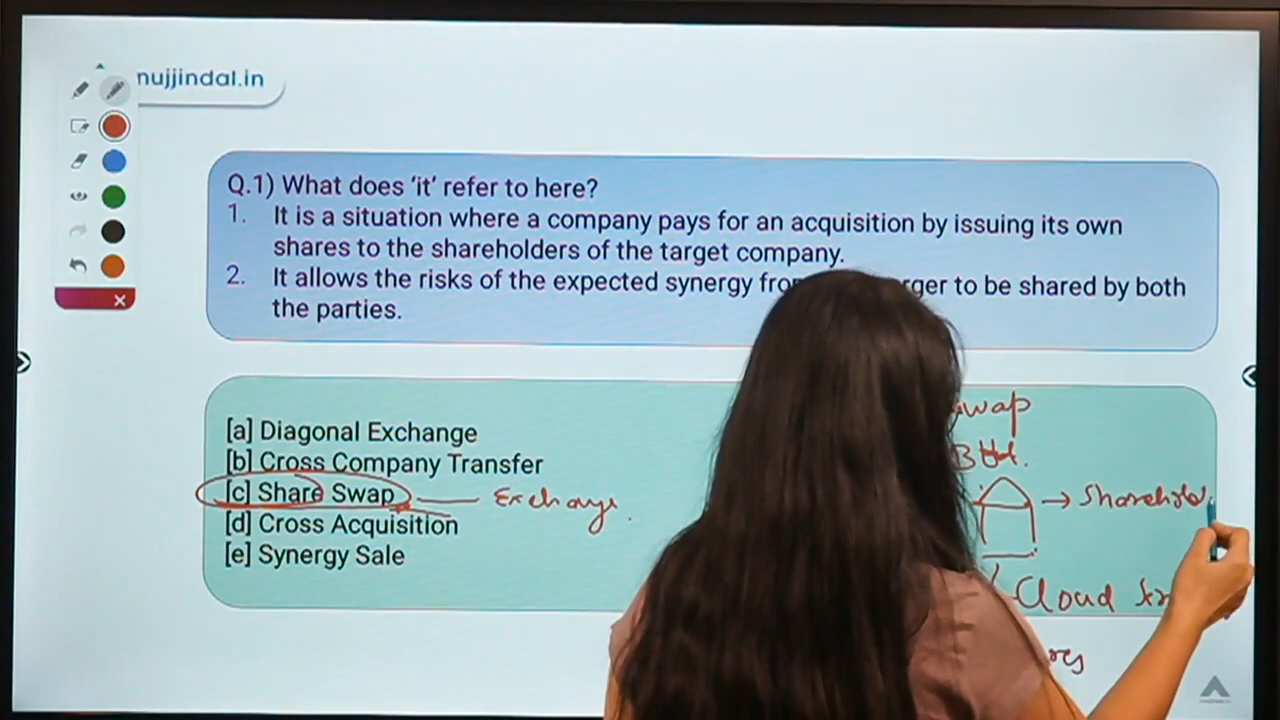 nujjindal.in
Q.1) What does ‘it’ refer to here?
1. It is a situation where a company pays for an acquisition by issuing its own
shares to the shareholders of the target company.
2. It allows the risks of the expected synergy to be shared by both
the parties.
[a] Diagonal Exchange
[b] Cross Company Transfer
[c] Share Swap
Exchange.
[d] Cross Acquisition
[e] Synergy Sale
swap
→ Sharehold
Cloud